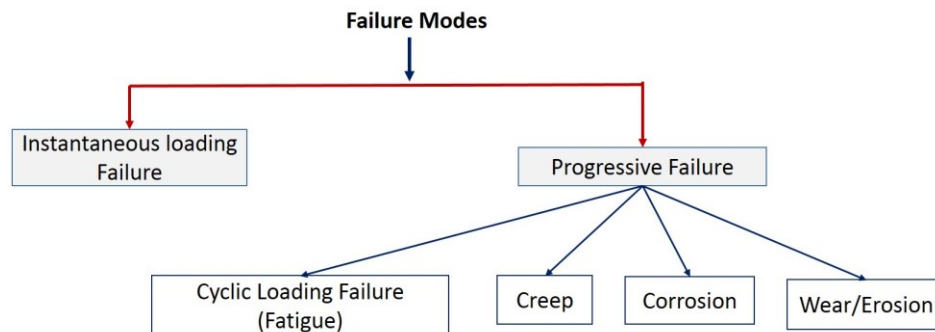 Failure Modes
Instantaneous loading
Failure
Progressive Failure
Cyclic Loading Failure
(Fatigue)
Creep
Corrosion
Wear/Erosion